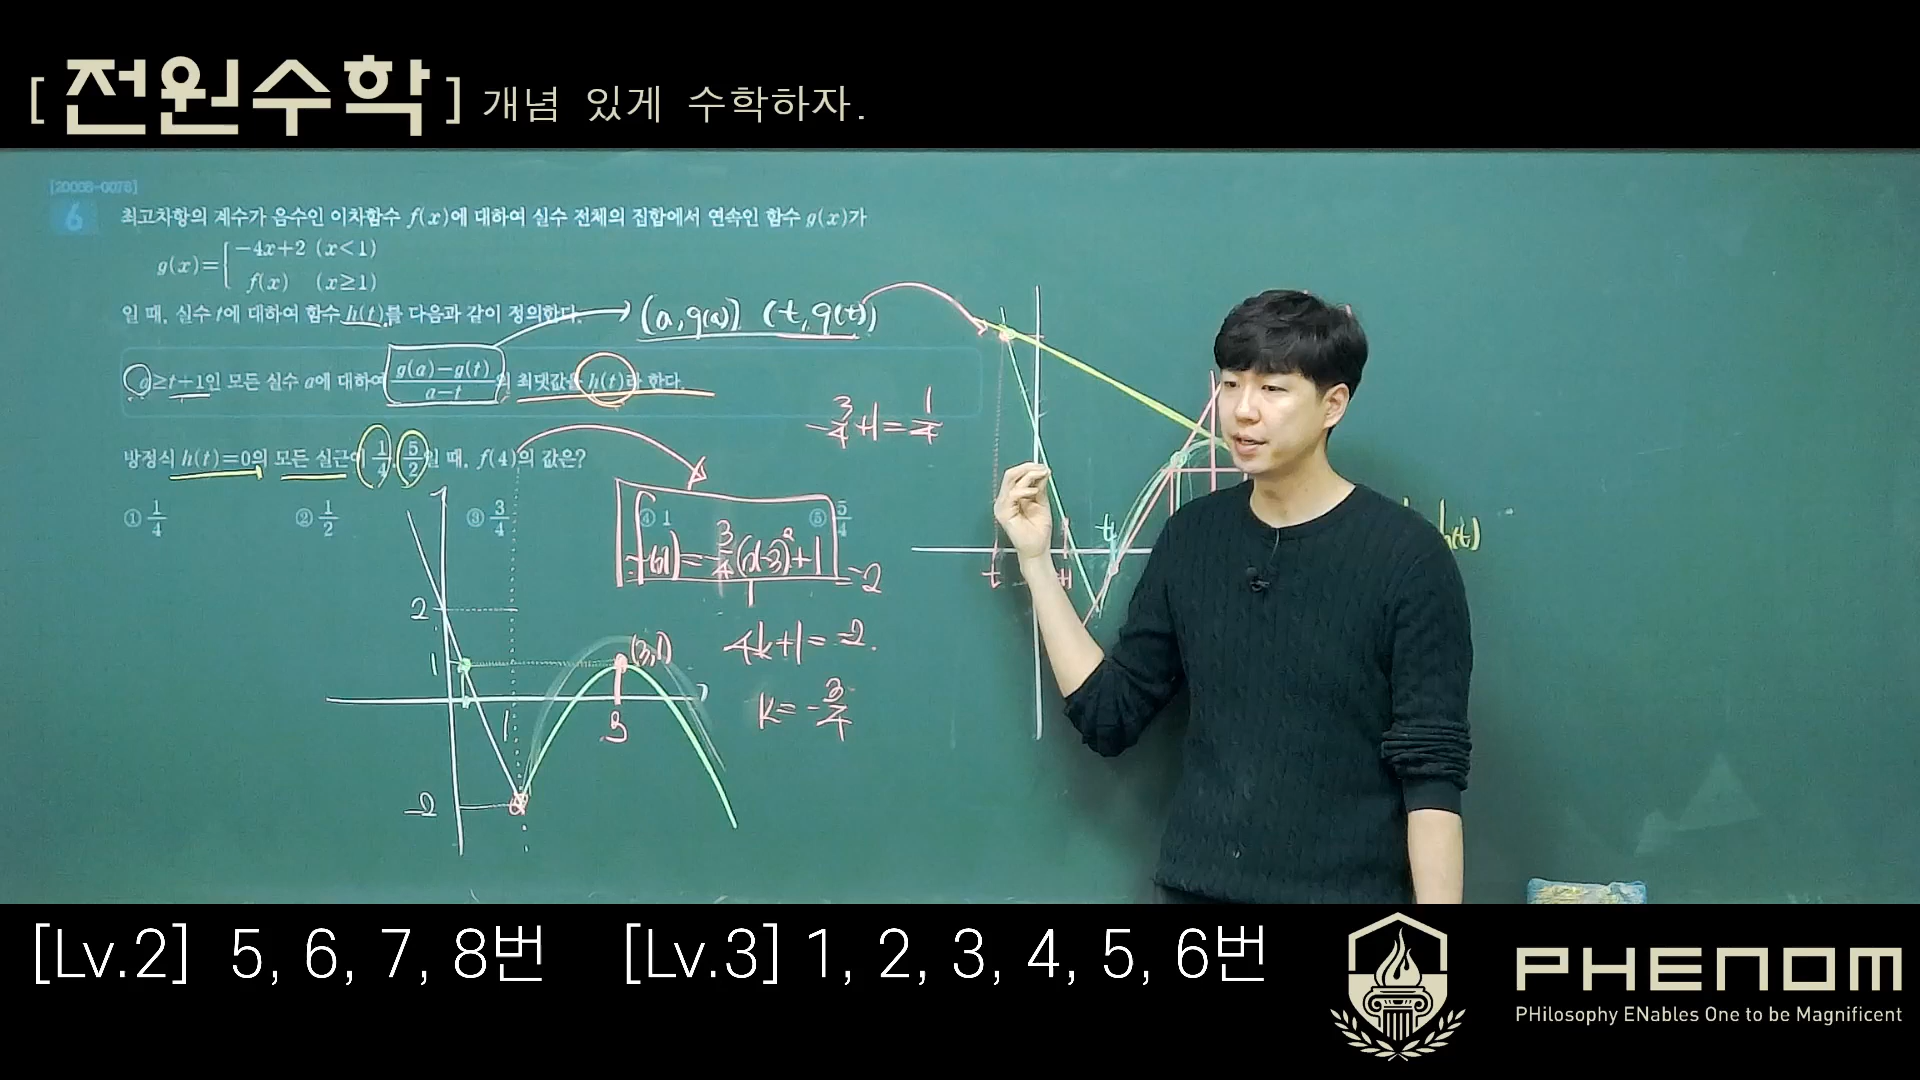 [전원수학] 개념 있게 수학하자.
[20008-0078]
6 최고차항의 계수가 음수인 이차함수 f(x)에 대하여 실수 전체의 집합에서 연속인 함수 g(x)가
g(x)={ -4x+2 (x<1)
f(x) (x≥1)
일 때, 실수 t에 대하여 함수 h(t)를 다음과 같이 정의한다.
(a, g(a)) (t, g(t))
a≥t+1인 모든 실수 a에 대하여 g(a)-g(t)/a-t 의 최댓값을 h(t)라 한다.
-3/4+1=1/4
방정식 h(t)=0의 모든 실근이 1/4, 5/2일 때, f(4)의 값은?
① 1/4 ② 1/2 ③ 3/4 ④ 1 ⑤ 5/4
f(x)=-3/4(x-3)²+1
=-2
4k+1=-2.
k=-3/4
2
1
(3,1)
1
3
-2
t
t
h(t)
[Lv.2] 5, 6, 7, 8번 [Lv.3] 1, 2, 3, 4, 5, 6번
PHENOM
PHilosophy ENables One to be Magnificent